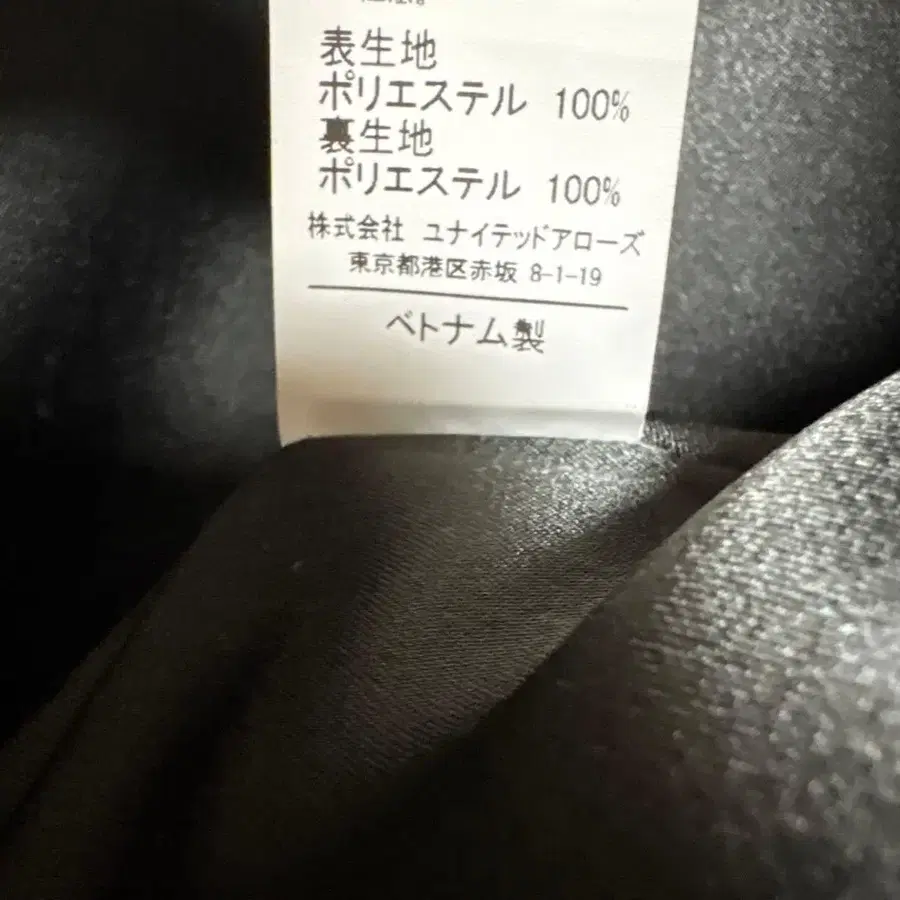 表生地
ポリエステル 100%
裏生地
ポリエステル 100%
株式会社 ユナイテッドアローズ
東京都港区赤坂 8-1-19
ベトナム製